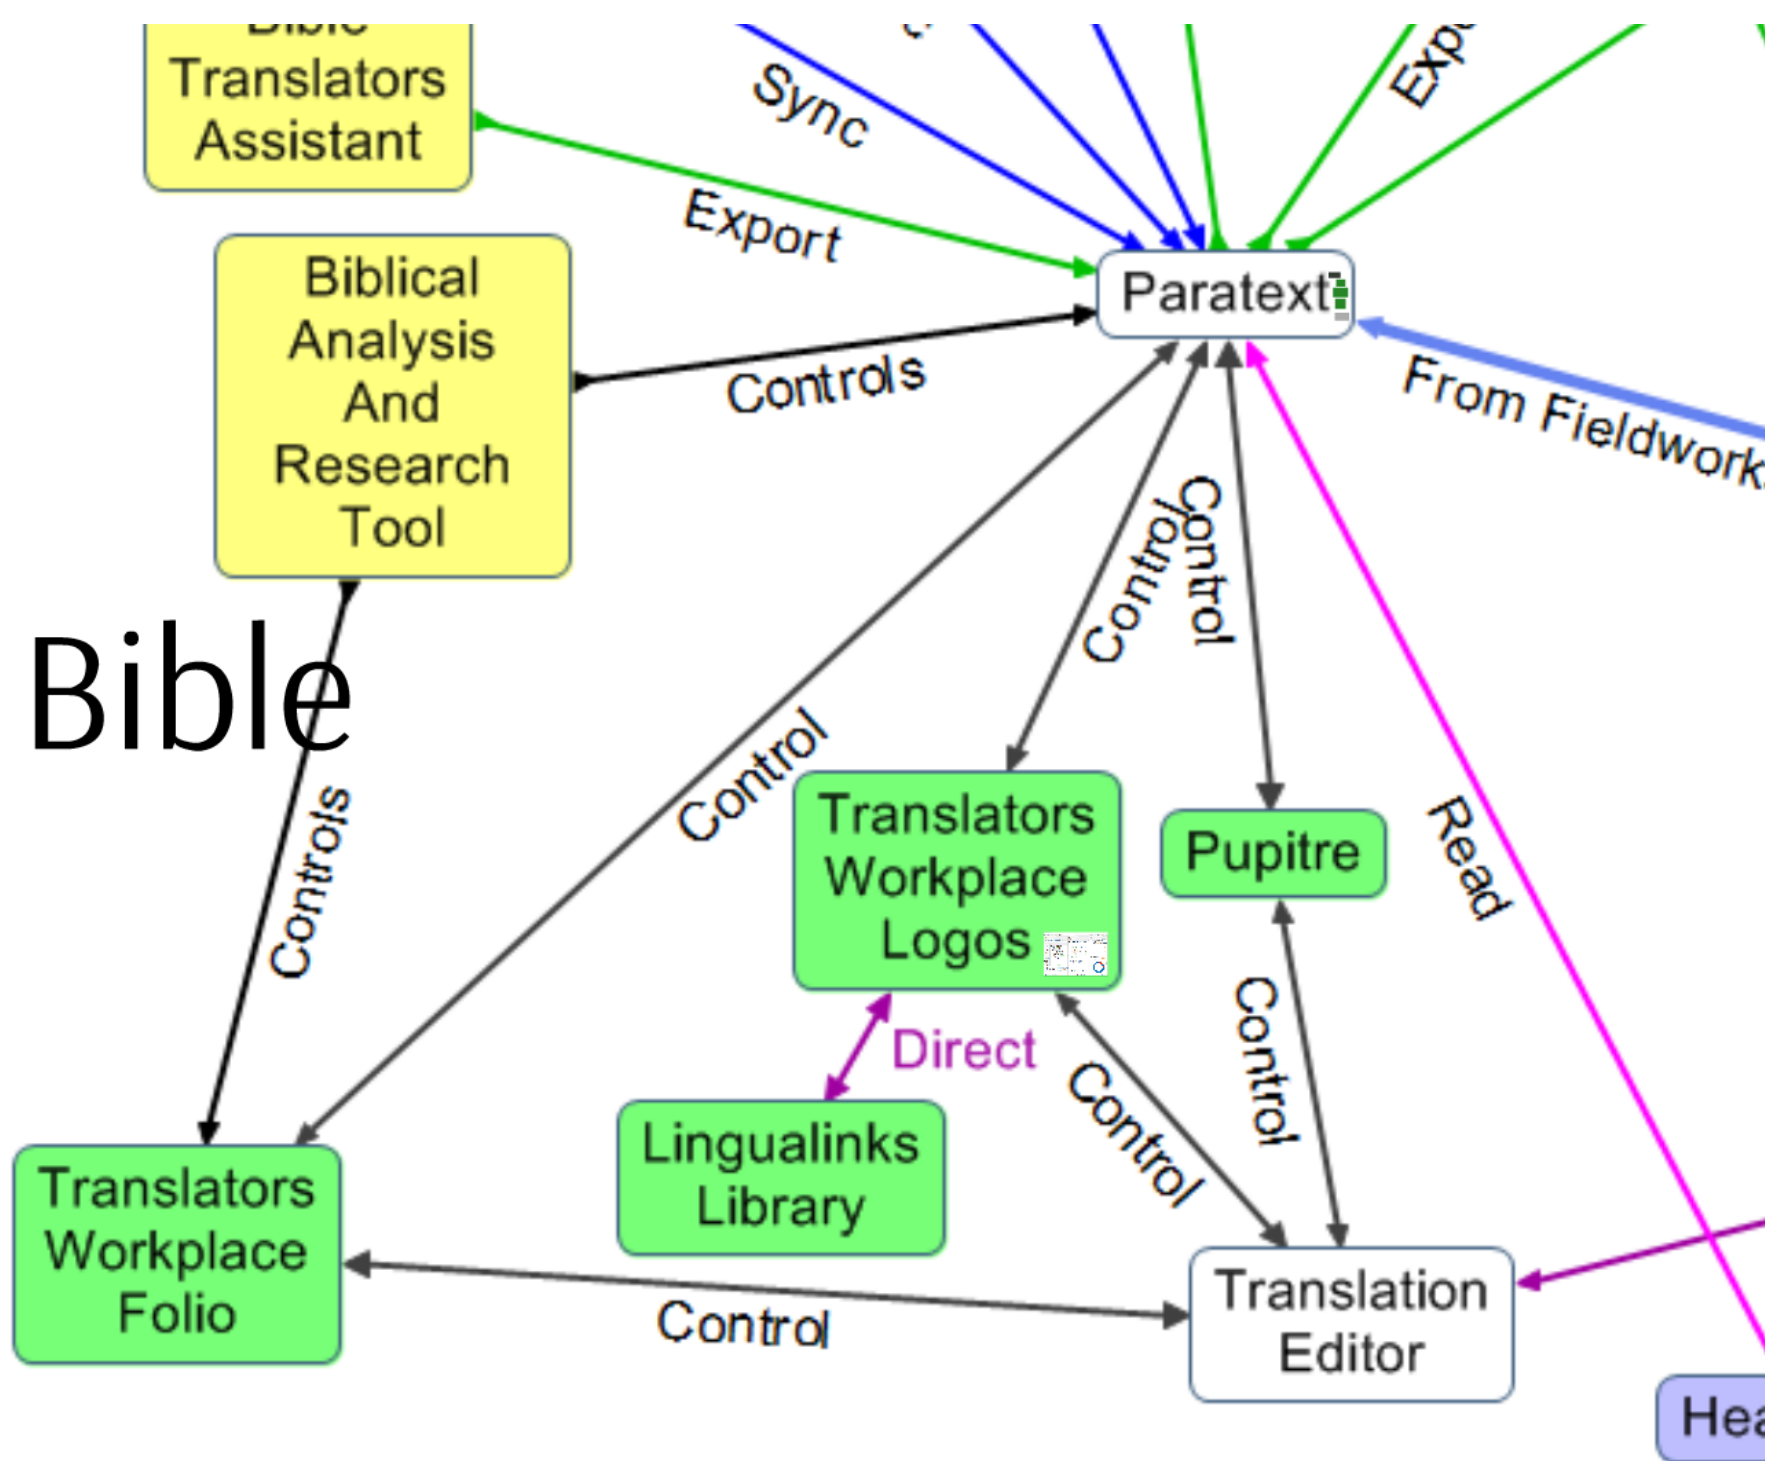 Bible
Translators
Assistant
Sync
Export
Biblical
Analysis
And
Research
Tool
Controls
Paratext
From Fieldwork
Control
Control
Bible
Controls
Control
Translators
Workplace
Logos
Pupitre
Read
Direct
Control
Control
Lingualinks
Library
Translators
Workplace
Folio
Control
Translation
Editor